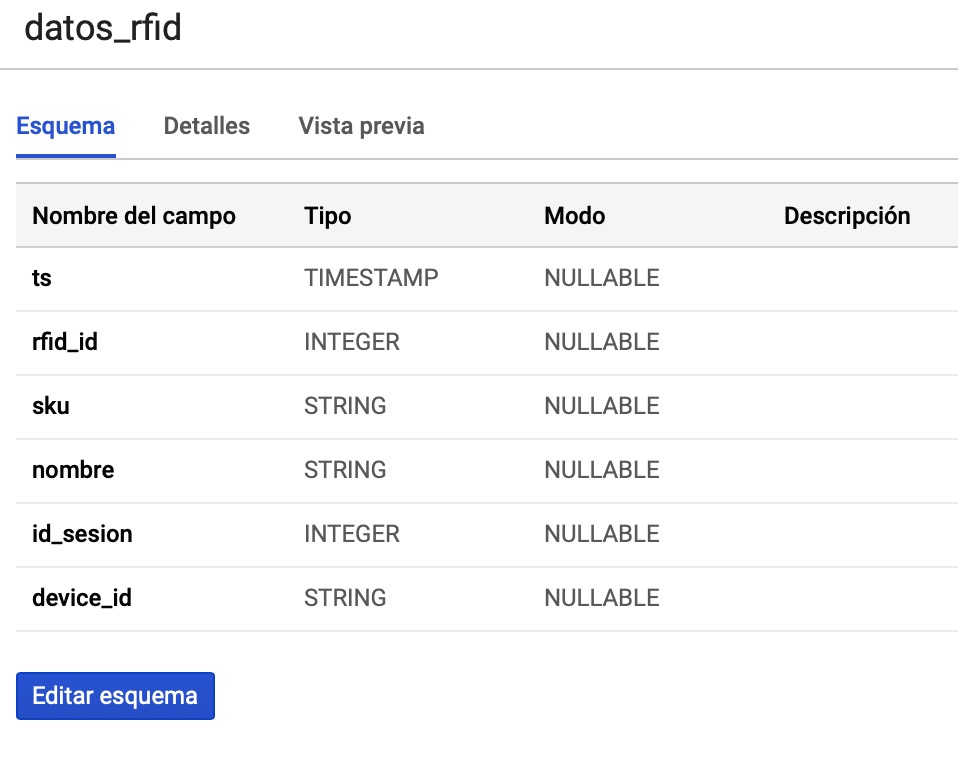 datos_rfid
Esquema Detalles Vista previa
Nombre del campo Tipo Modo Descripción
ts TIMESTAMP NULLABLE
rfid_id INTEGER NULLABLE
sku STRING NULLABLE
nombre STRING NULLABLE
id_sesion INTEGER NULLABLE
device_id STRING NULLABLE
Editar esquema